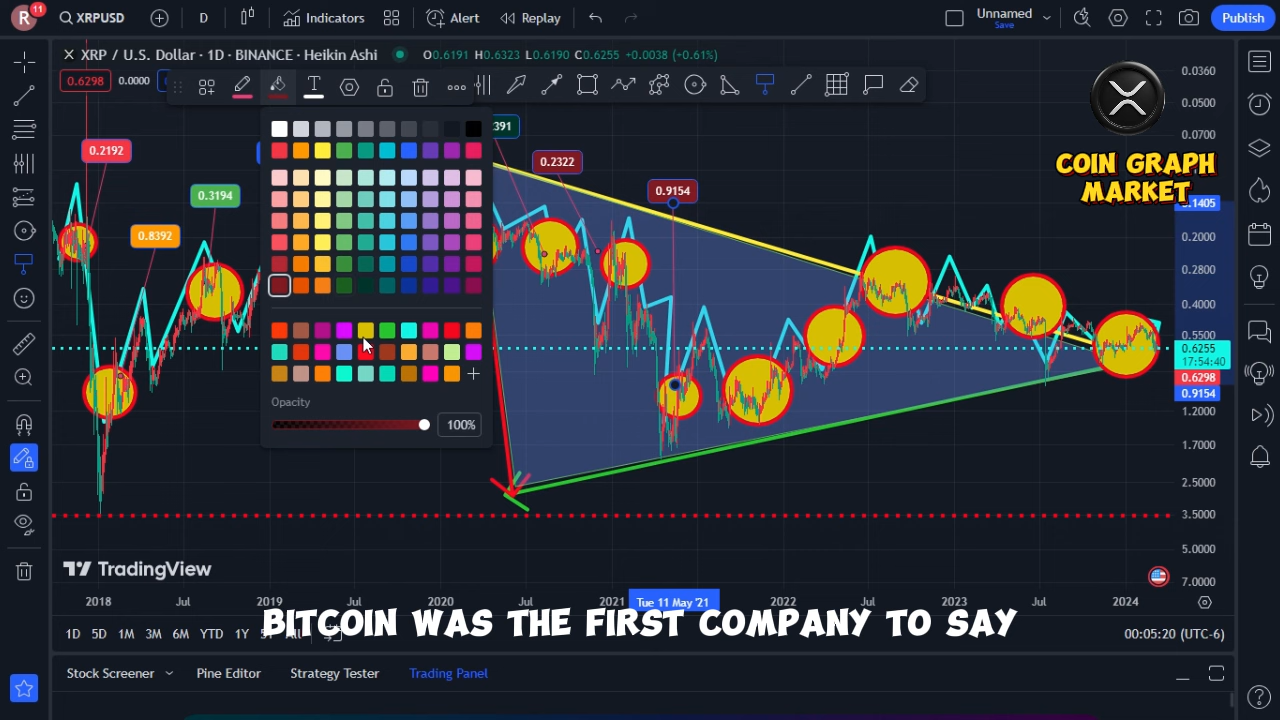 R 11 XRPUSD D Indicators Alert Replay Unnamed Save Publish
XRP / U.S. Dollar · 1D · BINANCE · Heikin Ashi O0.6191 H0.6323 L0.6190 C0.6255 +0.0038 (+0.61%)
0.6298 0.0000
T
0.2192
0.3194
0.8392
391
0.2322
0.9154
Opacity
100%
COIN GRAPH
MARKET
0.0360
0.0500
0.0700
0.1405
0.2000
0.2800
0.4000
0.5500
0.6255
17:54:40
0.6298
0.9154
1.2000
1.7000
2.5000
3.5000
5.0000
7.0000
TradingView
2018 Jul 2019 Jul 2020 Jul 2021 Tue 11 May '21 2022 Jul 2023 Jul 2024
BITCOIN WAS THE FIRST COMPANY TO SAY
1D 5D 1M 3M 6M YTD 1Y 00:05:20 (UTC-6)
Stock Screener Pine Editor Strategy Tester Trading Panel